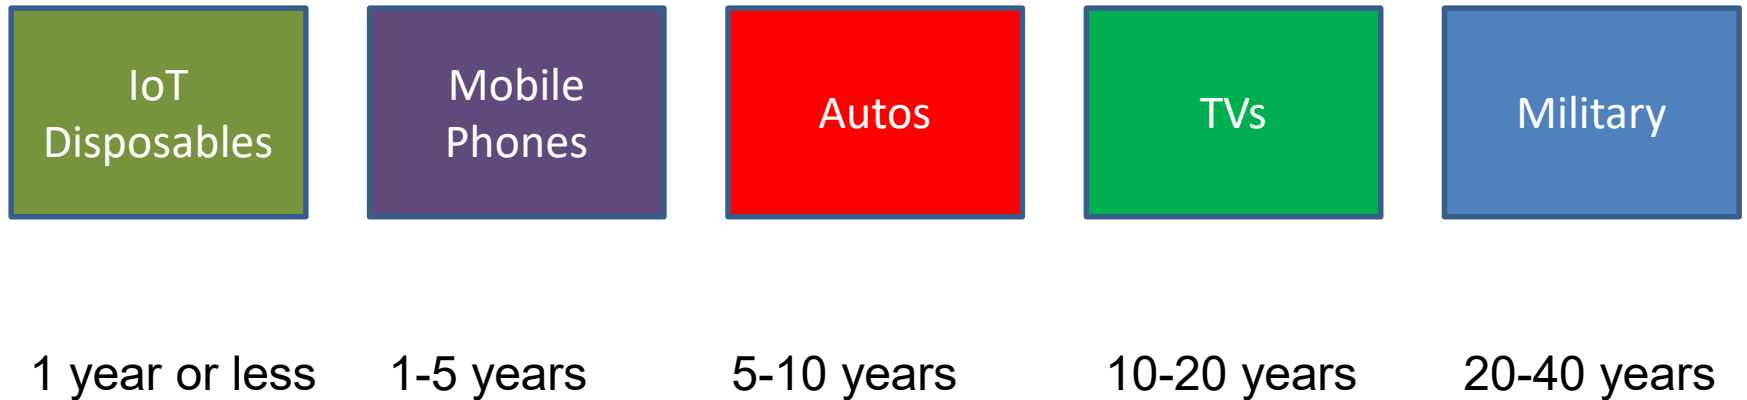 IoT
Disposables
Mobile
Phones
Autos
TVs
Military
1 year or less
1-5 years
5-10 years
10-20 years
20-40 years